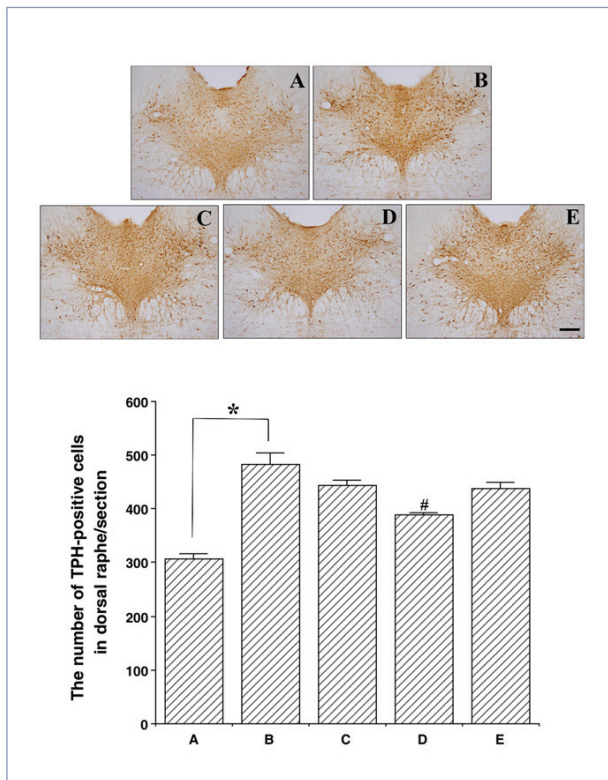 A
B
C
D
E
The number of TPH-positive cells
in dorsal raphe/section
600
500
400
300
200
100
0
*
#
A B C D E